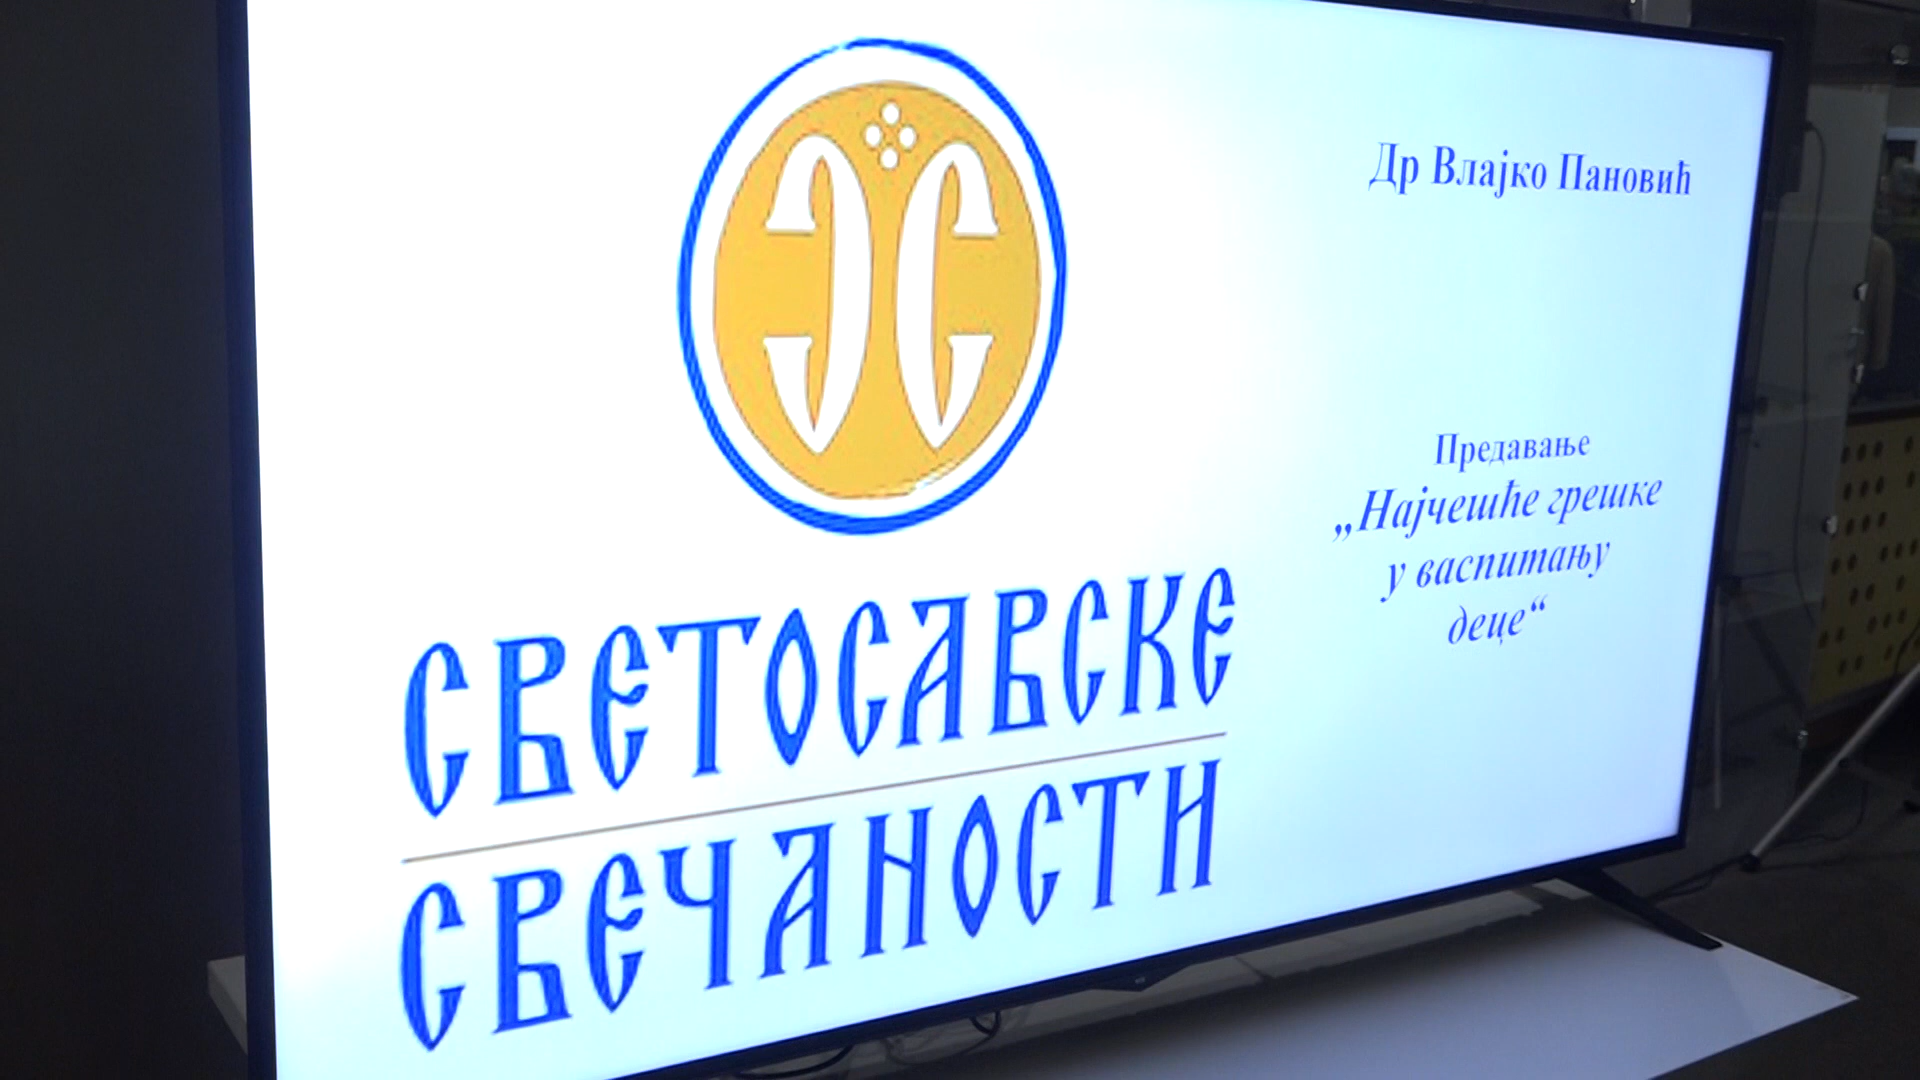 СВЕТОСАВСКЕ
СВЕЧАНОСТИ
Др Влајко Пановић
Предавање
„Најчешће грешке
у васпитању
деце“